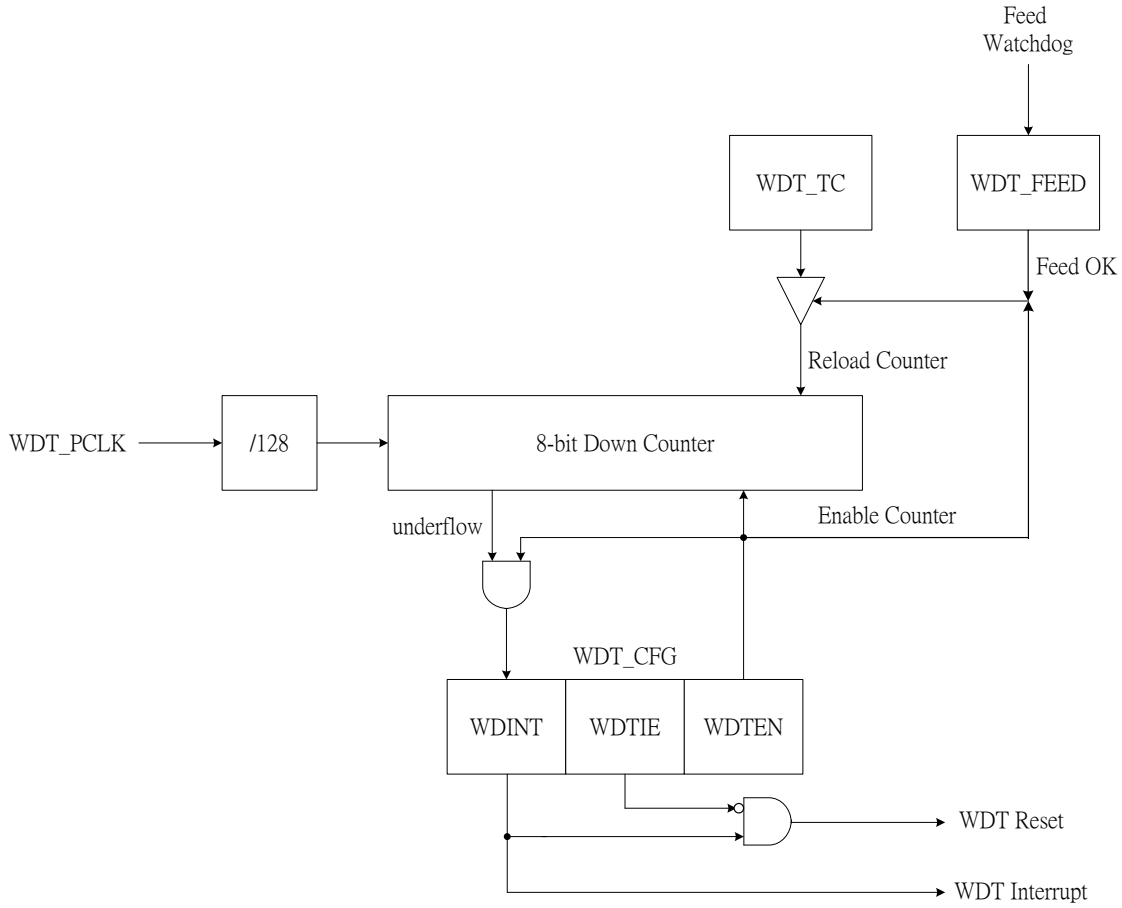 Feed
Watchdog
WDT_TC
WDT_FEED
Feed OK
Reload Counter
WDT_PCLK
/128
8-bit Down Counter
underflow
Enable Counter
WDT_CFG
WDINT
WDTIE
WDTEN
WDT Reset
WDT Interrupt